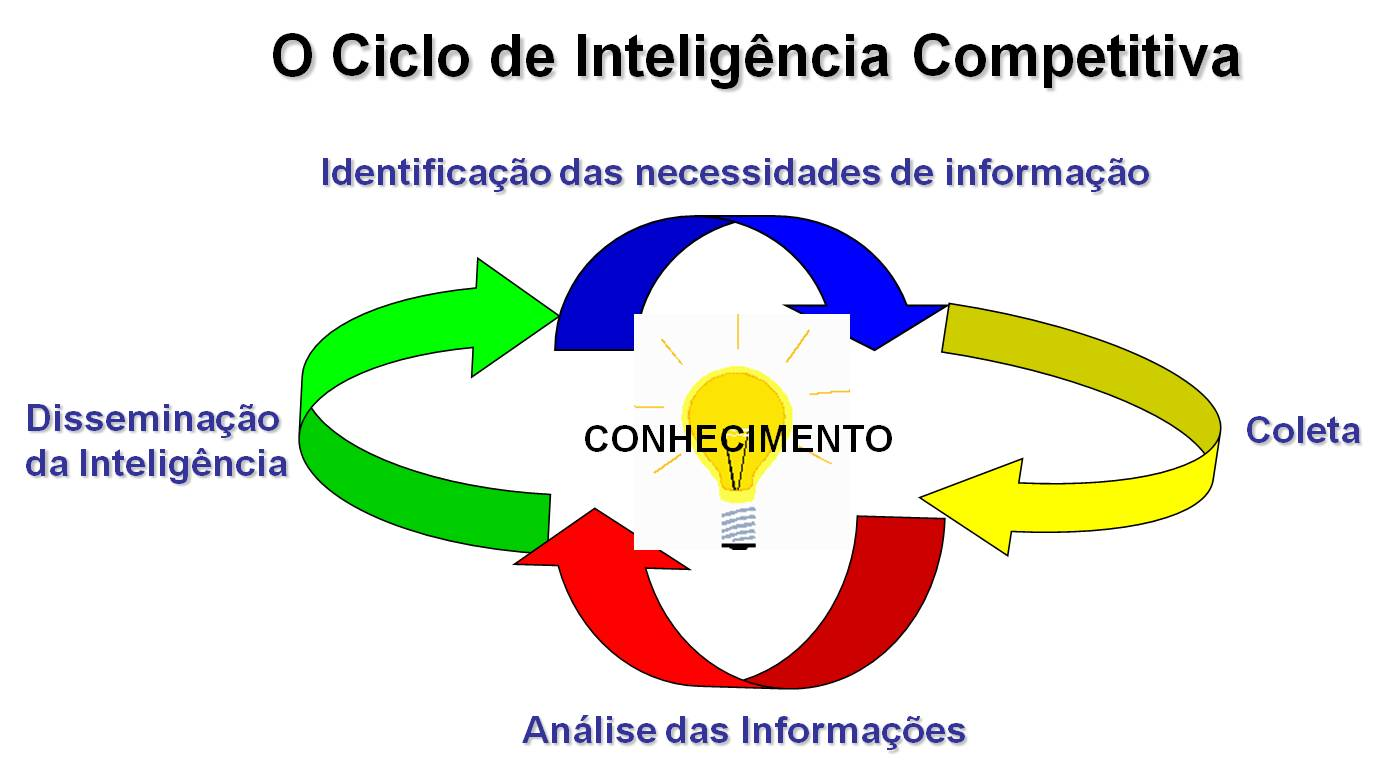 O Ciclo de Inteligência Competitiva
Identificação das necessidades de informação
Disseminação
da Inteligência
CONHECIMENTO
Coleta
Análise das Informações